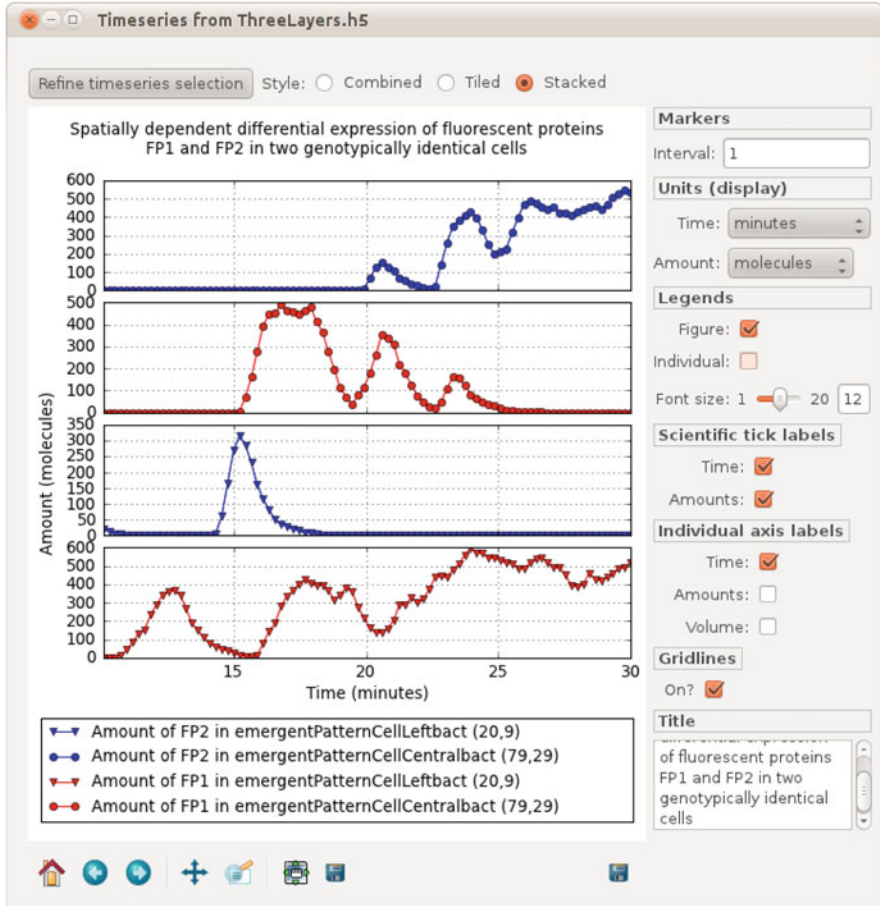 Timeseries from ThreeLayers.h5
Refine timeseries selection Style: Combined Tiled Stacked
Spatially dependent differential expression of fluorescent proteins
FP1 and FP2 in two genotypically identical cells
600
500
400
300
200
100
0
500
400
300
200
100
0
350
300
250
200
150
100
50
0
600
500
400
300
200
100
0
Amount (molecules)
15 20 25 30
Time (minutes)
Amount of FP2 in emergentPatternCellLeftbact (20,9)
Amount of FP2 in emergentPatternCellCentralbact (79,29)
Amount of FP1 in emergentPatternCellLeftbact (20,9)
Amount of FP1 in emergentPatternCellCentralbact (79,29)
Markers
Interval: 1
Units (display)
Time: minutes
Amount: molecules
Legends
Figure:
Individual:
Font size: 1 20 12
Scientific tick labels
Time:
Amounts:
Individual axis labels
Time:
Amounts:
Volume:
Gridlines
On?
Title
differential expression
of fluorescent proteins
FP1 and FP2 in two
genotypically identical
cells